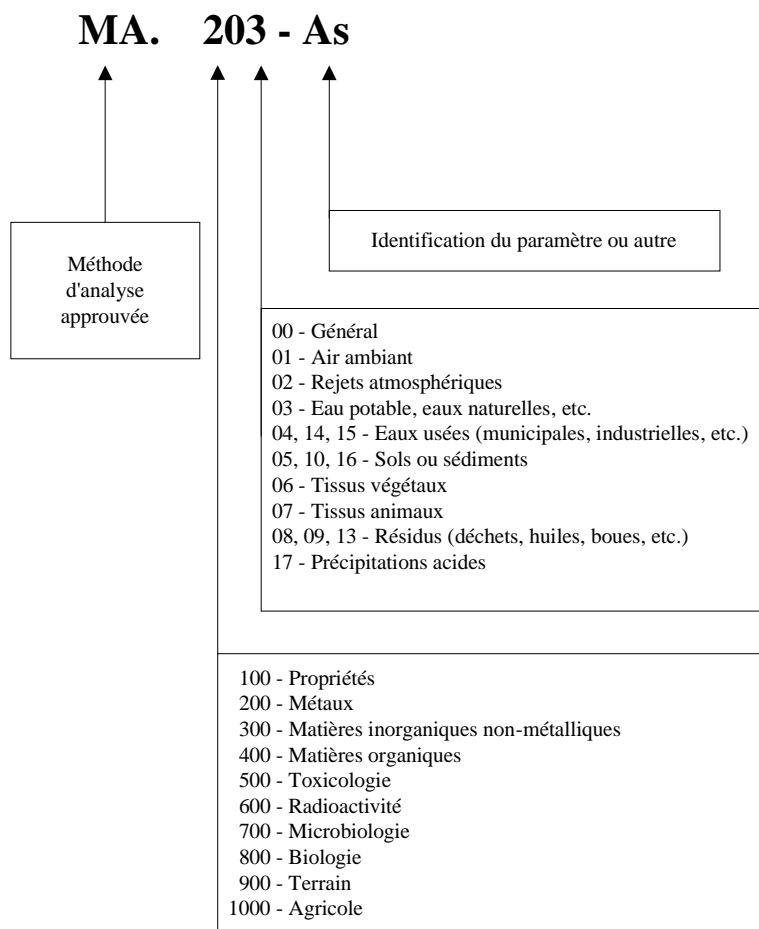 MA. 203 - As
Méthode
d'analyse
approuvée
Identification du paramètre ou autre
00 - Général
01 - Air ambiant
02 - Rejets atmosphériques
03 - Eau potable, eaux naturelles, etc.
04, 14, 15 - Eaux usées (municipales, industrielles, etc.)
05, 10, 16 - Sols ou sédiments
06 - Tissus végétaux
07 - Tissus animaux
08, 09, 13 - Résidus (déchets, huiles, boues, etc.)
17 - Précipitations acides
100 - Propriétés
200 - Métaux
300 - Matières inorganiques non-métalliques
400 - Matières organiques
500 - Toxicologie
600 - Radioactivité
700 - Microbiologie
800 - Biologie
900 - Terrain
1000 - Agricole